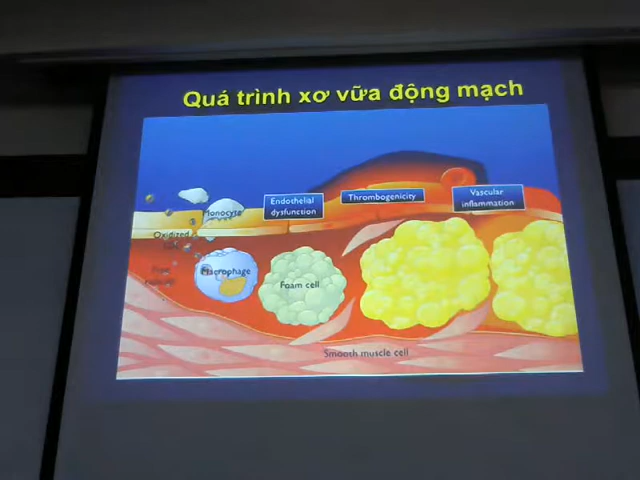 Quá trình xơ vữa động mạch
Endothelial
dysfunction
Thrombogenicity
Vascular
inflammation
Monocyte
Oxidized
Macrophage
Foam cell
Smooth muscle cell